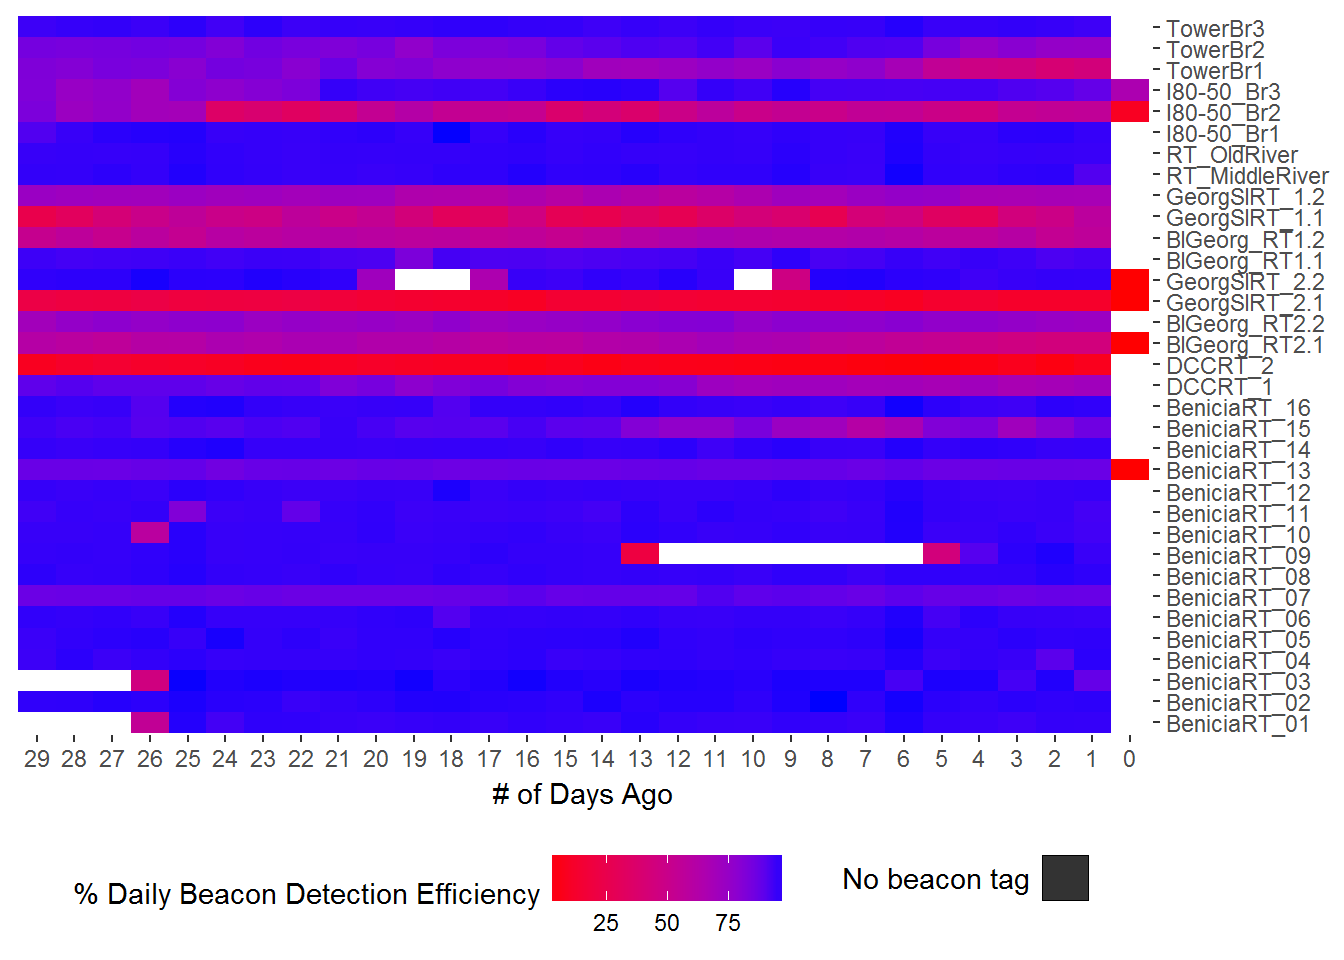 TowerBr3
TowerBr2
TowerBr1
I80-50_Br3
I80-50_Br2
I80-50_Br1
RT_OldRiver
RT_MiddleRiver
GeorgSlRT_1.2
GeorgSlRT_1.1
BlGeorg_RT1.2
BlGeorg_RT1.1
GeorgSlRT_2.2
GeorgSlRT_2.1
BlGeorg_RT2.2
BlGeorg_RT2.1
DCCRT_2
DCCRT_1
BeniciaRT_16
BeniciaRT_15
BeniciaRT_14
BeniciaRT_13
BeniciaRT_12
BeniciaRT_11
BeniciaRT_10
BeniciaRT_09
BeniciaRT_08
BeniciaRT_07
BeniciaRT_06
BeniciaRT_05
BeniciaRT_04
BeniciaRT_03
BeniciaRT_02
BeniciaRT_01
29 28 27 26 25 24 23 22 21 20 19 18 17 16 15 14 13 12 11 10 9 8 7 6 5 4 3 2 1 0
# of Days Ago
% Daily Beacon Detection Efficiency
25 50 75
No beacon tag